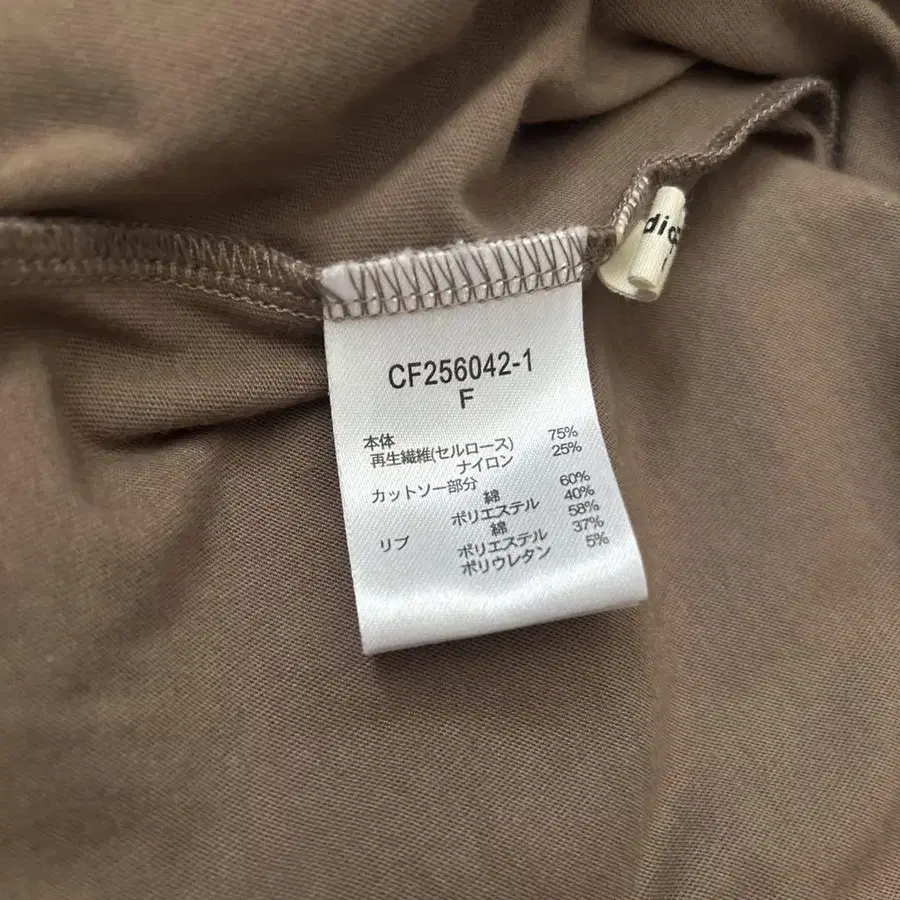 CF256042-1
F
本体
再生繊維(セルロース) 75%
ナイロン 25%
カットソー部分
綿 60%
ポリエステル 40%
リブ 綿 58%
ポリエステル 37%
ポリウレタン 5%